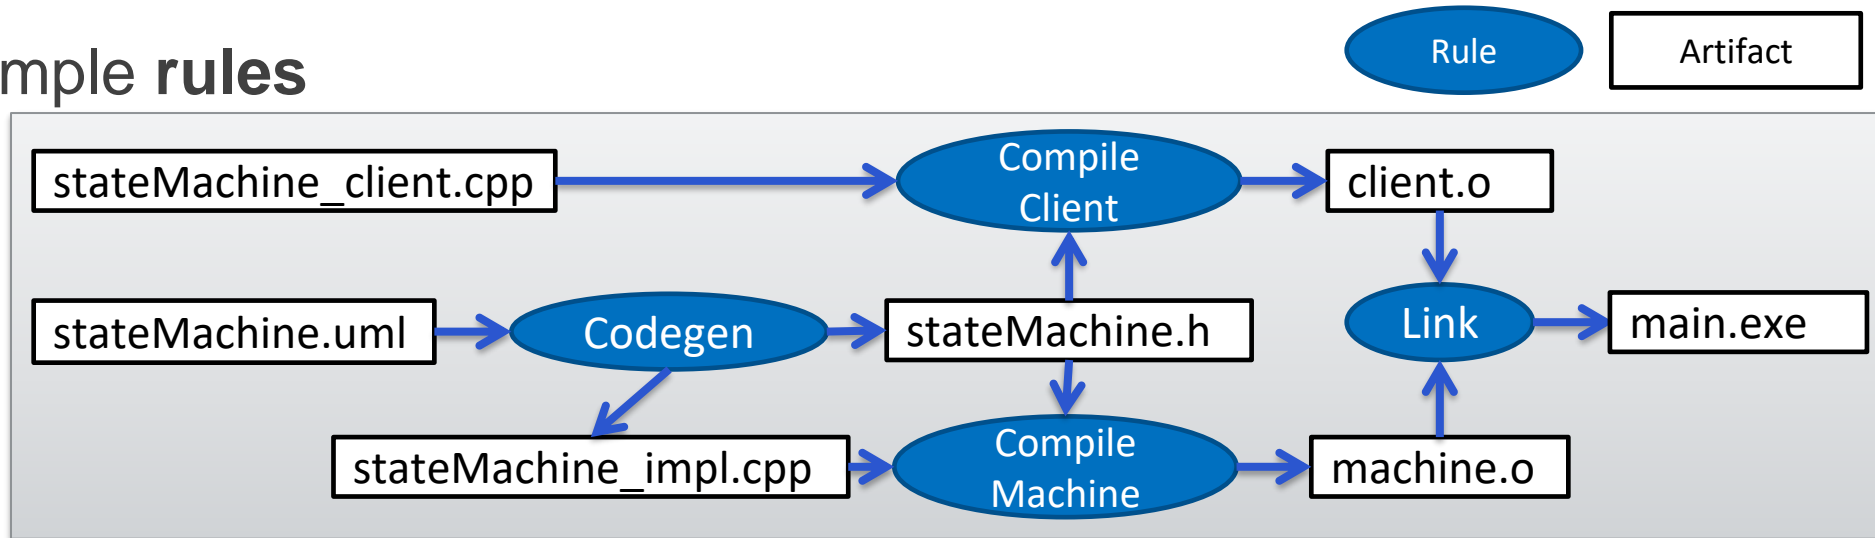 mple rules
Rule
Artifact
stateMachine_client.cpp
Compile
Client
client.o
stateMachine.uml
Codegen
stateMachine.h
Link
main.exe
stateMachine_impl.cpp
Compile
Machine
machine.o